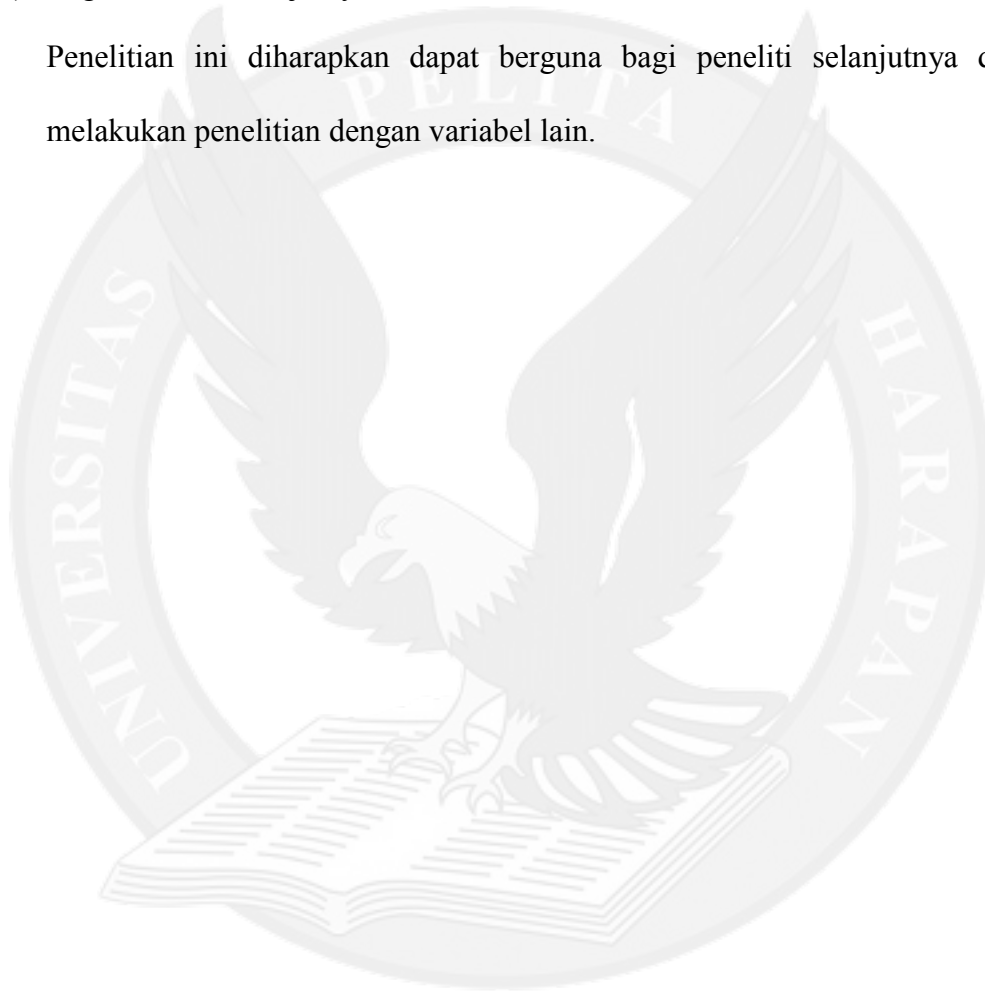 Penelitian ini diharapkan dapat berguna bagi peneliti selanjutnya
melakukan penelitian dengan variabel lain.
UNIVERSITAS PELITA HARAPAN